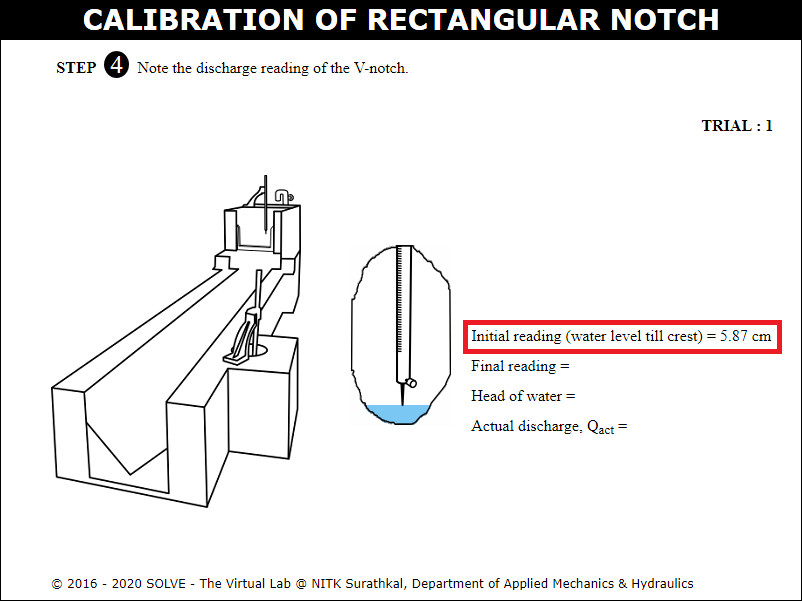 CALIBRATION OF RECTANGULAR NOTCH
STEP 4 Note the discharge reading of the V-notch.
TRIAL : 1
Initial reading (water level till crest) = 5.87 cm
Final reading =
Head of water =
Actual discharge, Qact =
© 2016 - 2020 SOLVE - The Virtual Lab @ NITK Surathkal, Department of Applied Mechanics & Hydraulics